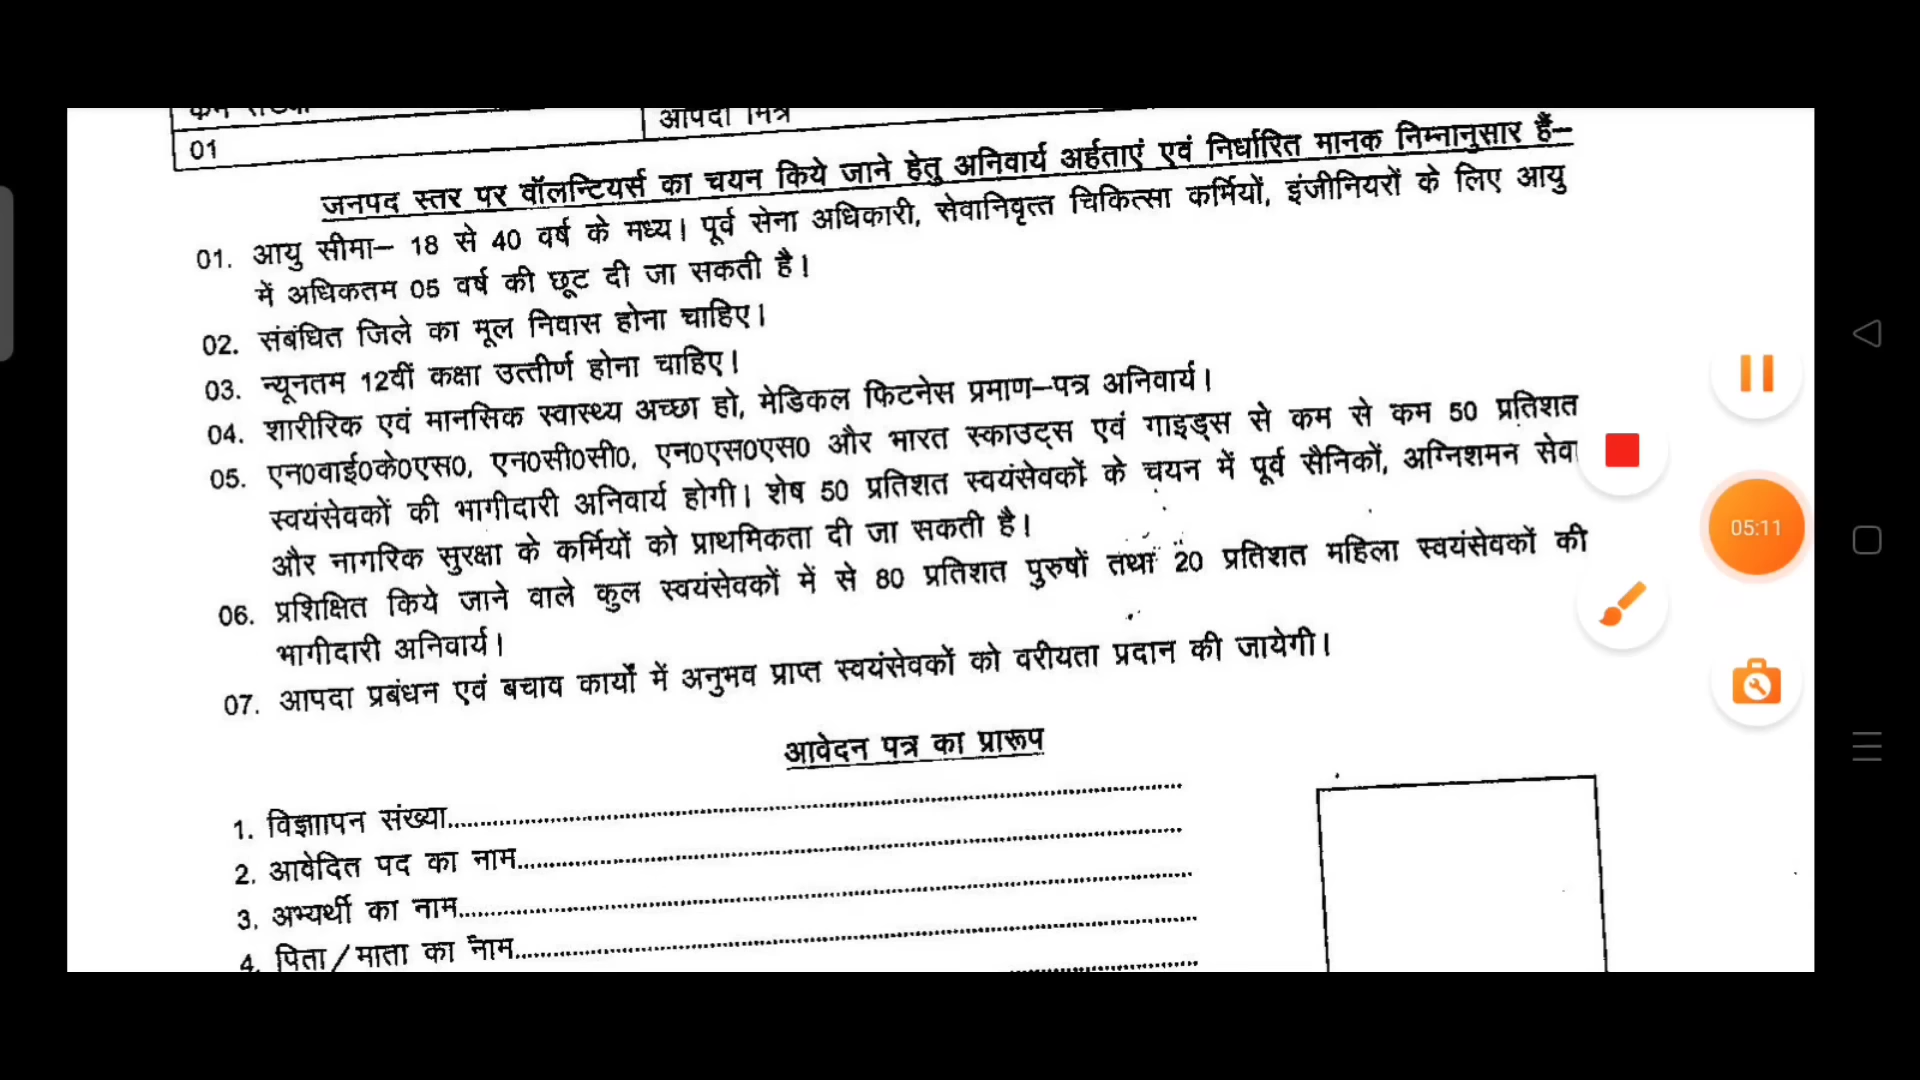 क्रम संख्या
आपदा मित्र
01
जनपद स्तर पर वॉलन्टियर्स का चयन किये जाने हेतु अनिवार्य अर्हताएं एवं निर्धारित मानक निम्नानुसार हैं–
01. आयु सीमा– 18 से 40 वर्ष के मध्य। पूर्व सेना अधिकारी, सेवानिवृत्त चिकित्सा कर्मियों, इंजीनियरों के लिए आयु
में अधिकतम 05 वर्ष की छूट दी जा सकती है।
02. संबंधित जिले का मूल निवास होना चाहिए।
03. न्यूनतम 12वीं कक्षा उत्तीर्ण होना चाहिए।
04. शारीरिक एवं मानसिक स्वास्थ्य अच्छा हो, मेडिकल फिटनेस प्रमाण–पत्र अनिवार्य।
05. एन0वाई0के0एस0, एन0सी0सी0, एन0एस0एस0 और भारत स्काउट्स एवं गाइड्स से कम से कम 50 प्रतिशत
स्वयंसेवकों की भागीदारी अनिवार्य होगी। शेष 50 प्रतिशत स्वयंसेवकों के चयन में पूर्व सैनिकों, अग्निशमन सेवा
और नागरिक सुरक्षा के कर्मियों को प्राथमिकता दी जा सकती है।
06. प्रशिक्षित किये जाने वाले कुल स्वयंसेवकों में से 80 प्रतिशत पुरुषों तथा 20 प्रतिशत महिला स्वयंसेवकों की
भागीदारी अनिवार्य।
07. आपदा प्रबंधन एवं बचाव कार्यों में अनुभव प्राप्त स्वयंसेवकों को वरीयता प्रदान की जायेगी।
आवेदन पत्र का प्रारूप
1. विज्ञाापन संख्या
2. आवेदित पद का नाम
3. अभ्यर्थी का नाम
4. पिता/माता का नाम
05:11